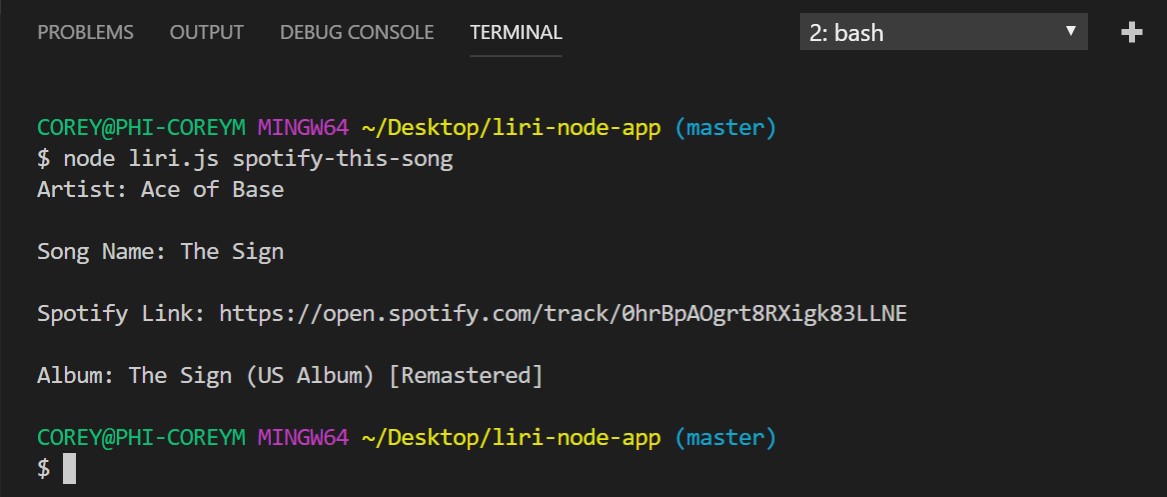 PROBLEMS OUTPUT DEBUG CONSOLE TERMINAL 2: bash
COREY@PHI-COREYM MINGW64 ~/Desktop/liri-node-app (master)
$ node liri.js spotify-this-song
Artist: Ace of Base
Song Name: The Sign
Spotify Link: https://open.spotify.com/track/0hrBpAOgrt8RXigk83LLNE
Album: The Sign (US Album) [Remastered]
COREY@PHI-COREYM MINGW64 ~/Desktop/liri-node-app (master)
$